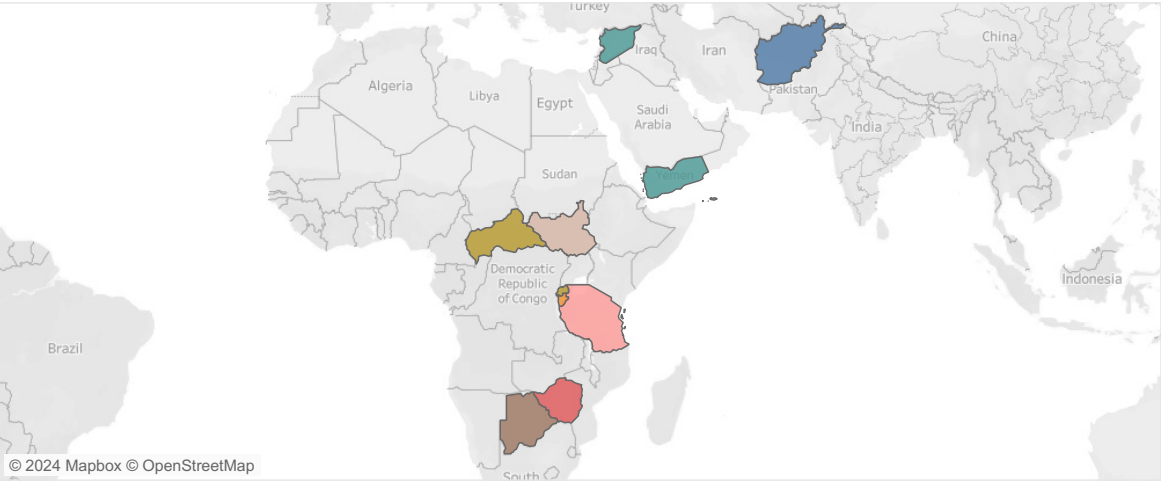 Turkey
China
Iraq
Iran
Algeria
Libya
Egypt
Pakistan
Saudi
Arabia
India
Sudan
Yemen
Democratic
Republic
of Congo
Indonesia
Brazil
South
© 2024 Mapbox © OpenStreetMap